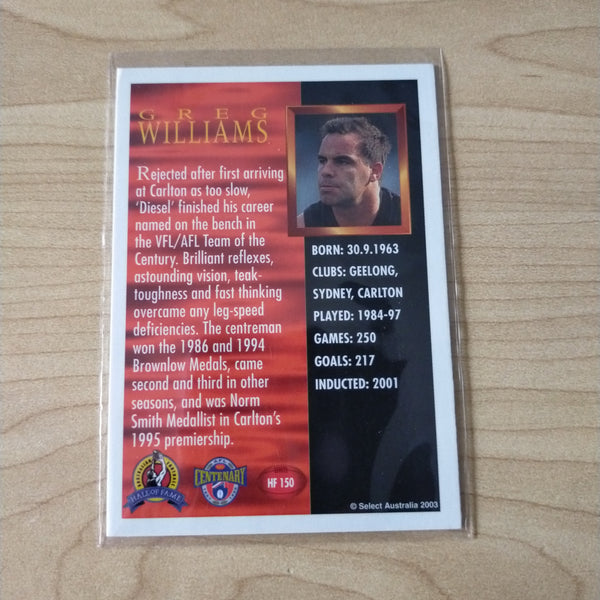 GREG
WILLIAMS
Rejected after first arriving
at Carlton as too slow,
'Diesel' finished his career
named on the bench in
the VFL/AFL Team of the
Century. Brilliant reflexes,
astounding vision, teak-
toughness and fast thinking
overcame any leg-speed
deficiencies. The centreman
won the 1986 and 1994
Brownlow Medals, came
second and third in other
seasons, and was Norm
Smith Medallist in Carlton's
1995 premiership.
BORN: 30.9.1963
CLUBS: GEELONG,
SYDNEY, CARLTON
PLAYED: 1984-97
GAMES: 250
GOALS: 217
INDUCTED: 2001
AUSTRALIAN FOOTBALL
HALL OF FAME
CENTENARY
HF 150
© Select Australia 2003